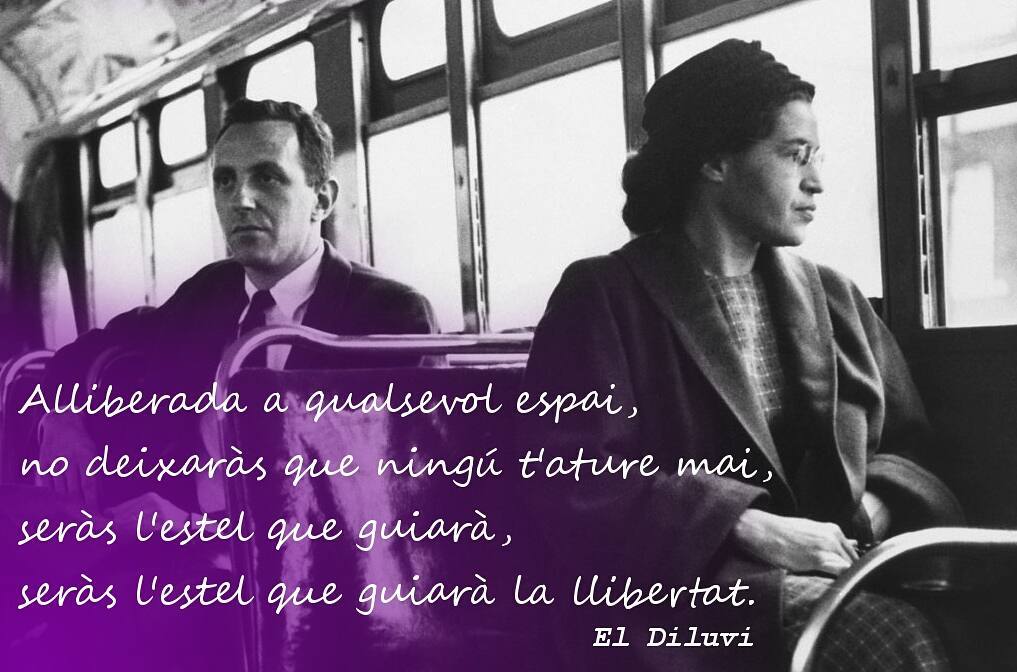 Alliberada a qualsevol espai,
no deixaràs que ningú t'ature mai,
seràs l'estel que guiarà,
seràs l'estel que guiarà la llibertat.
El Diluvi